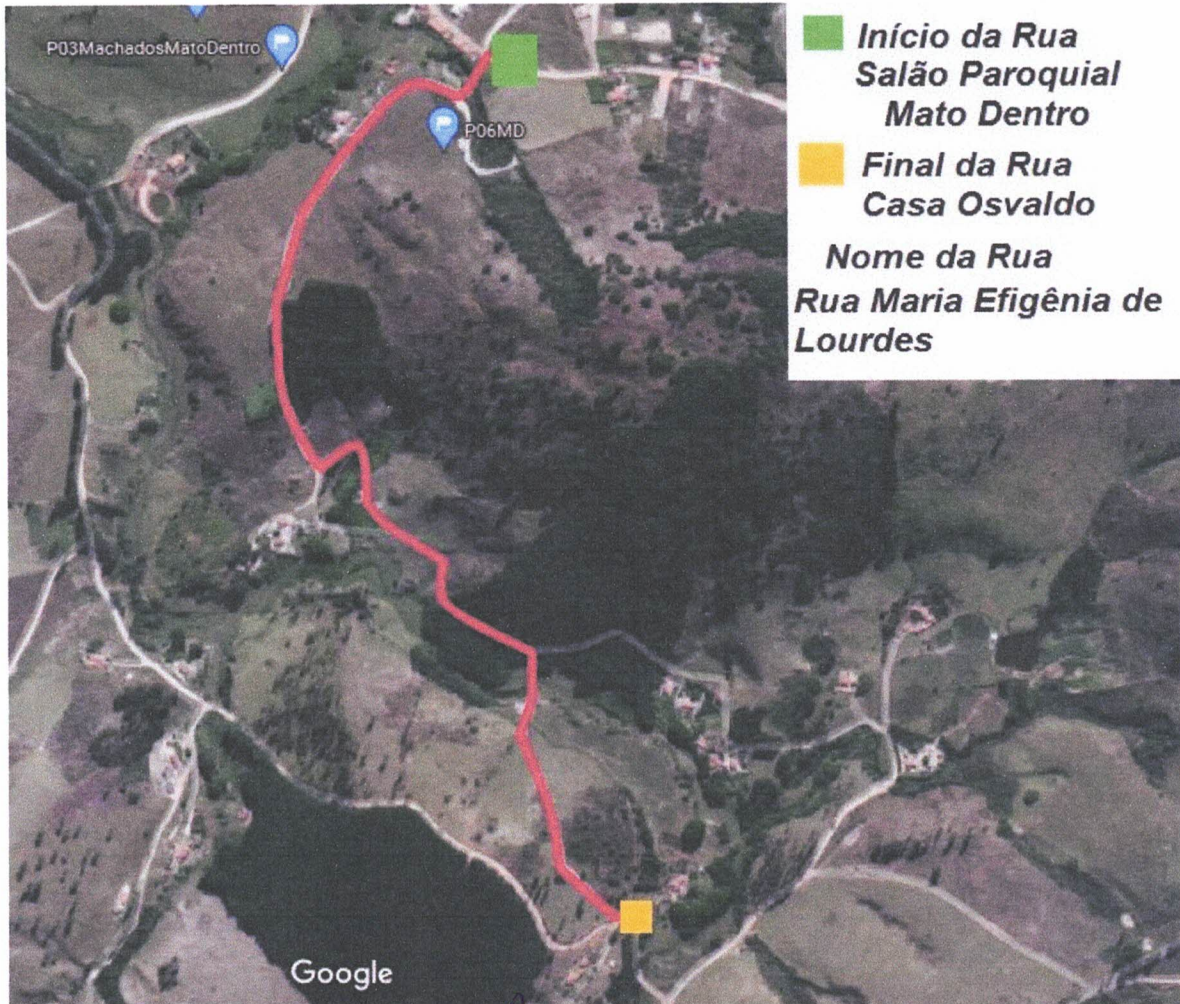 P03MachadosMatoDentro
P06MD
Início da Rua
Salão Paroquial
Mato Dentro
Final da Rua
Casa Osvaldo
Nome da Rua
Rua Maria Efigênia de
Lourdes
Google